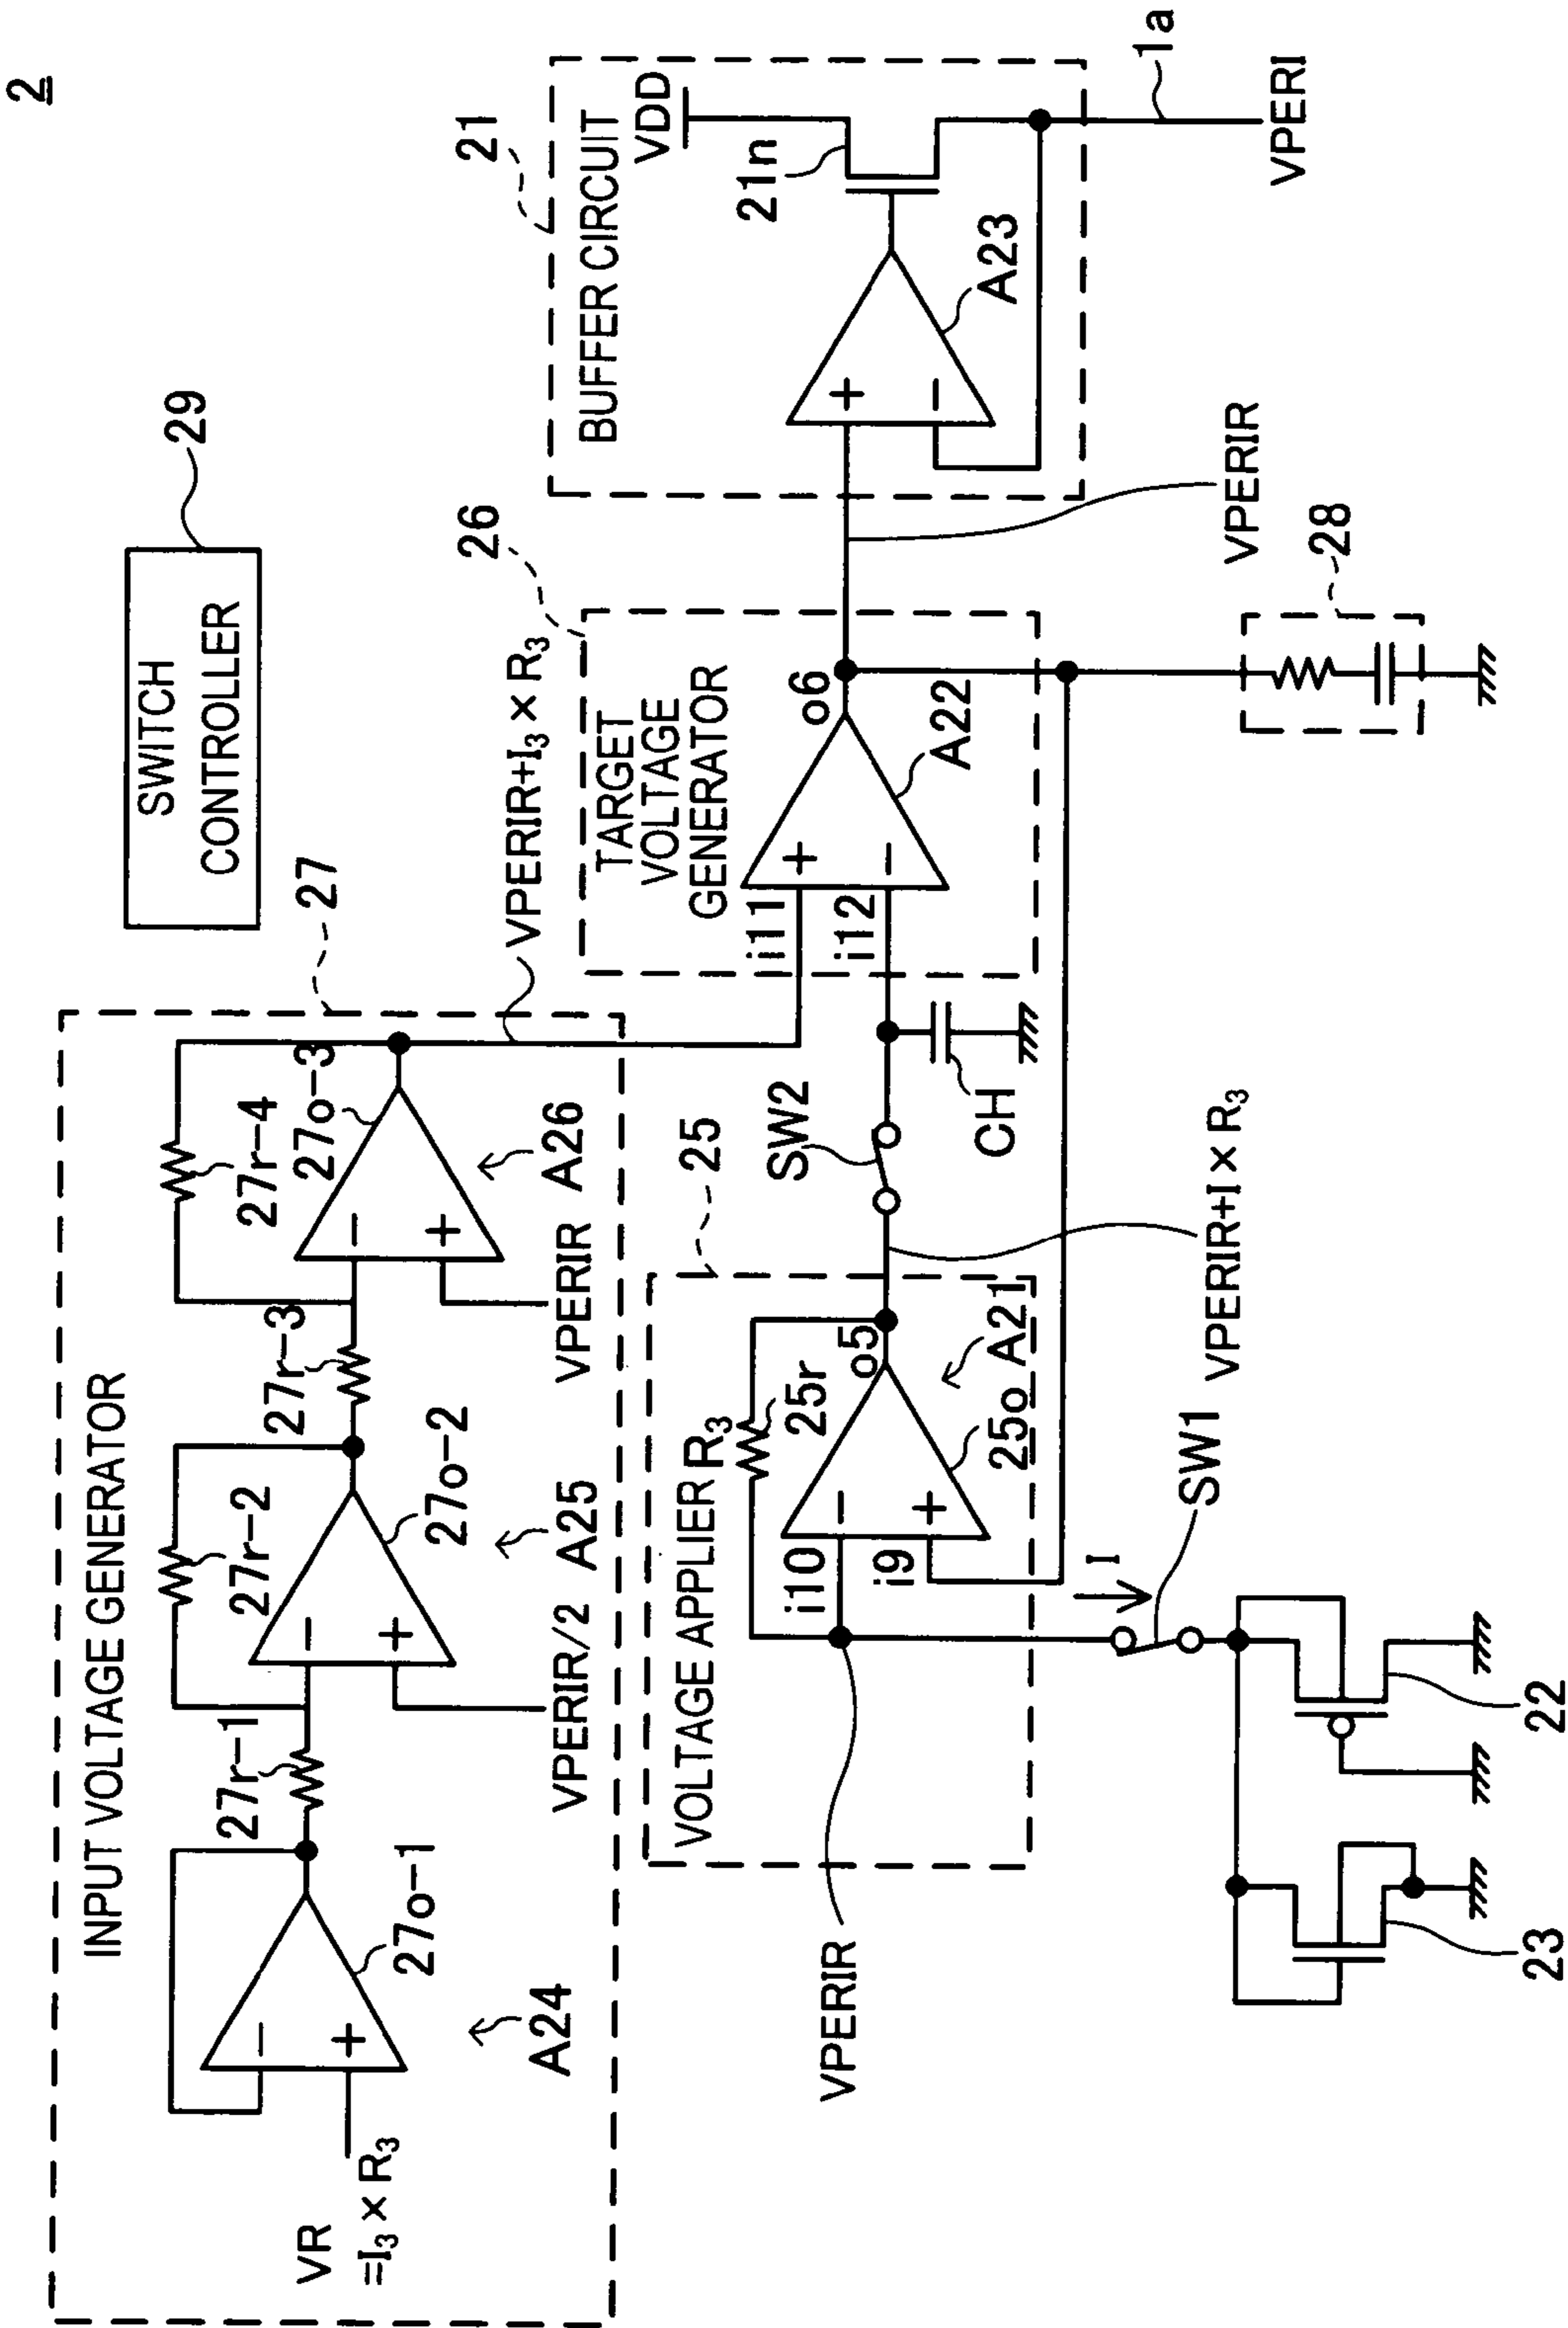 2
SWITCH
CONTROLLER
29
27
INPUT VOLTAGE GENERATOR
27r-2
27r-4
27r-1
27r-3
27o-3
27o-2
27o-1
−
+
−
+
−
+
A24
A25
A26
VR
=I3 × R3
VPERIR/2
VPERIR
VPERIR+I3 × R3
26
TARGET
VOLTAGE
GENERATOR
i11
i12
+
−
o6
A22
21
BUFFER CIRCUIT
VDD
21n
+
−
A23
1a
VPERI
VPERIR
28
25
VOLTAGE APPLIER
R3
25r
i10
i9
−
+
o5
25o
A21
SW2
CH
VPERIR+I × R3
VPERIR
I
SW1
22
23